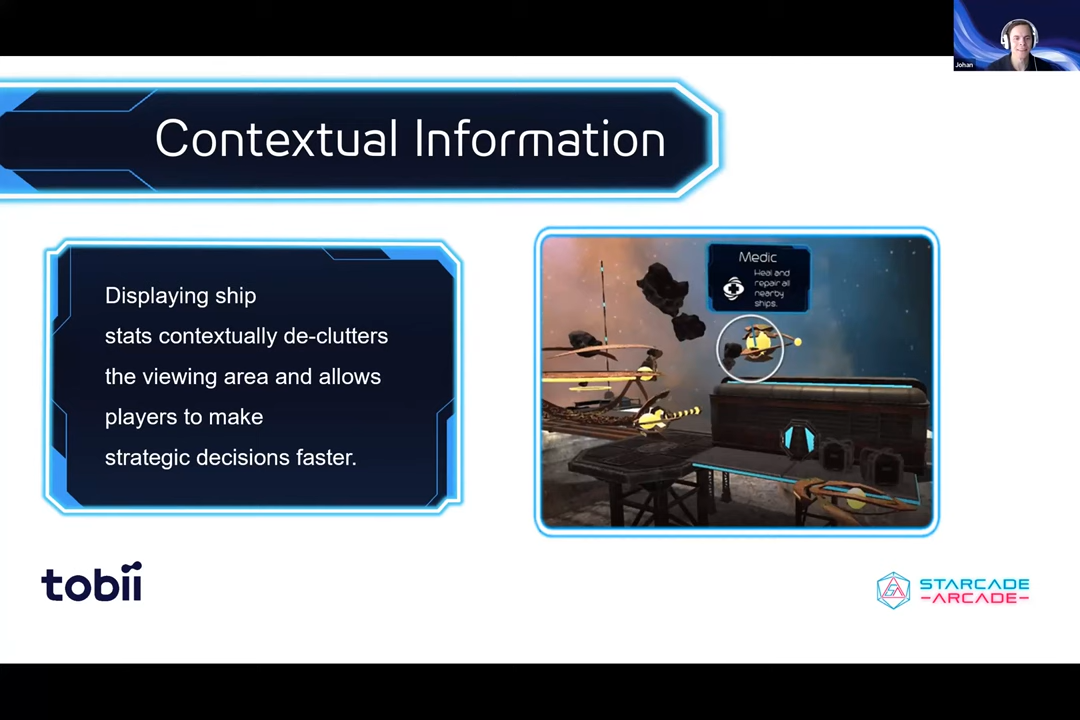 Johan
Contextual Information
Displaying ship
stats contextually de-clutters
the viewing area and allows
players to make
strategic decisions faster.
Medic
Heal and
repair all
nearby
ships.
tobii
STARCADE
-ARCADE-